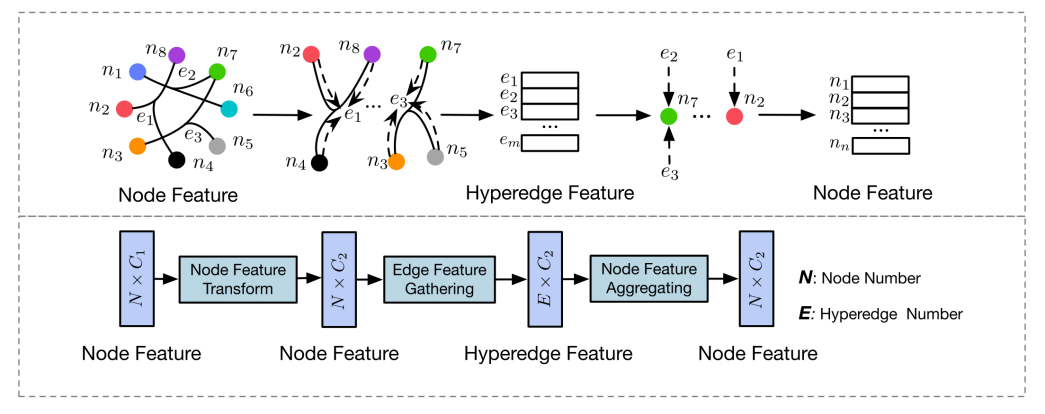 n₈ n₇ n₂ n₈ n₇ e₂ e₁ n₁
n₁ e₂ e₁ n₂
n₂ n₆ e₁ ... e₃ e₂ n₇ ... n₂ n₃
e₁ e₃ ...
e₃ n₅ n₄ n₃ n₅ ... eₘ nₙ
n₃ n₄ e₃
Node Feature Hyperedge Feature Node Feature
N × C₁ Node Feature Transform N × C₂ Edge Feature Gathering E × C₂ Node Feature Aggregating N × C₂
N: Node Number
E: Hyperedge Number
Node Feature Node Feature Hyperedge Feature Node Feature